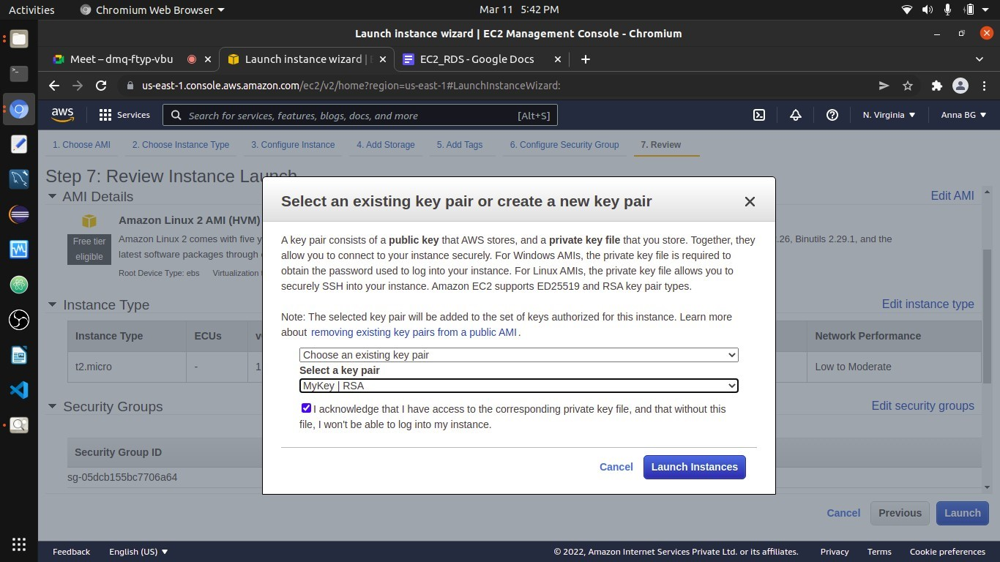 Activities
Chromium Web Browser
Mar 11 5:42 PM
Launch instance wizard | EC2 Management Console - Chromium
Meet – dmq-ftyp-vbu
Launch instance wizard |
EC2_RDS - Google Docs
us-east-1.console.aws.amazon.com/ec2/v2/home?region=us-east-1#LaunchInstanceWizard:
aws
Services
Search for services, features, blogs, docs, and more
[Alt+S]
N. Virginia
Anna BG
1. Choose AMI
2. Choose Instance Type
3. Configure Instance
4. Add Storage
5. Add Tags
6. Configure Security Group
7. Review
Step 7: Review Instance Launch
AMI Details
Edit AMI
Amazon Linux 2 AMI (HVM)
Free tier
eligible
Amazon Linux 2 comes with five y
.26, Binutils 2.29.1, and the
latest software packages through
Root Device Type: ebs
Virtualization
Instance Type
Edit instance type
Instance Type
ECUs
Network Performance
t2.micro
-
1
Low to Moderate
Security Groups
Edit security groups
Security Group ID
sg-05dcb155bc7706a64
Select an existing key pair or create a new key pair
A key pair consists of a public key that AWS stores, and a private key file that you store. Together, they
allow you to connect to your instance securely. For Windows AMIs, the private key file is required to
obtain the password used to log into your instance. For Linux AMIs, the private key file allows you to
securely SSH into your instance. Amazon EC2 supports ED25519 and RSA key pair types.
Note: The selected key pair will be added to the set of keys authorized for this instance. Learn more
about removing existing key pairs from a public AMI .
Choose an existing key pair
Select a key pair
MyKey | RSA
I acknowledge that I have access to the corresponding private key file, and that without this
file, I won't be able to log into my instance.
Cancel
Launch Instances
Cancel
Previous
Launch
Feedback
English (US)
© 2022, Amazon Internet Services Private Ltd. or its affiliates.
Privacy
Terms
Cookie preferences